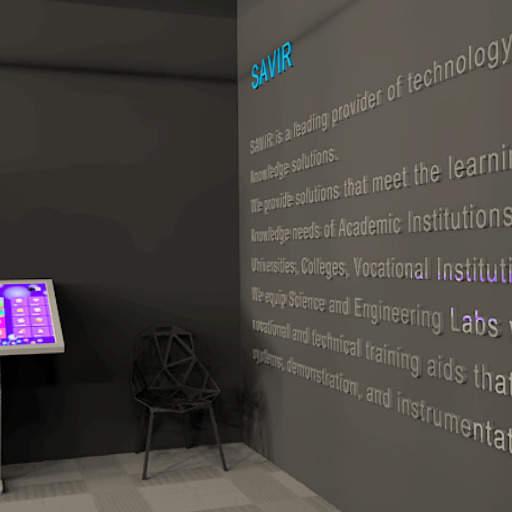 SAVIR
SAVIR is a leading provider of technology
Knowledge solutions.
We provide solutions that meet the learnin
knowledge needs of Academic Institutions
Universities, Colleges, Vocational Instituti
We equip Science and Engineering Labs
vocational and technical training aids that
systems, demonstration, and instrumentat